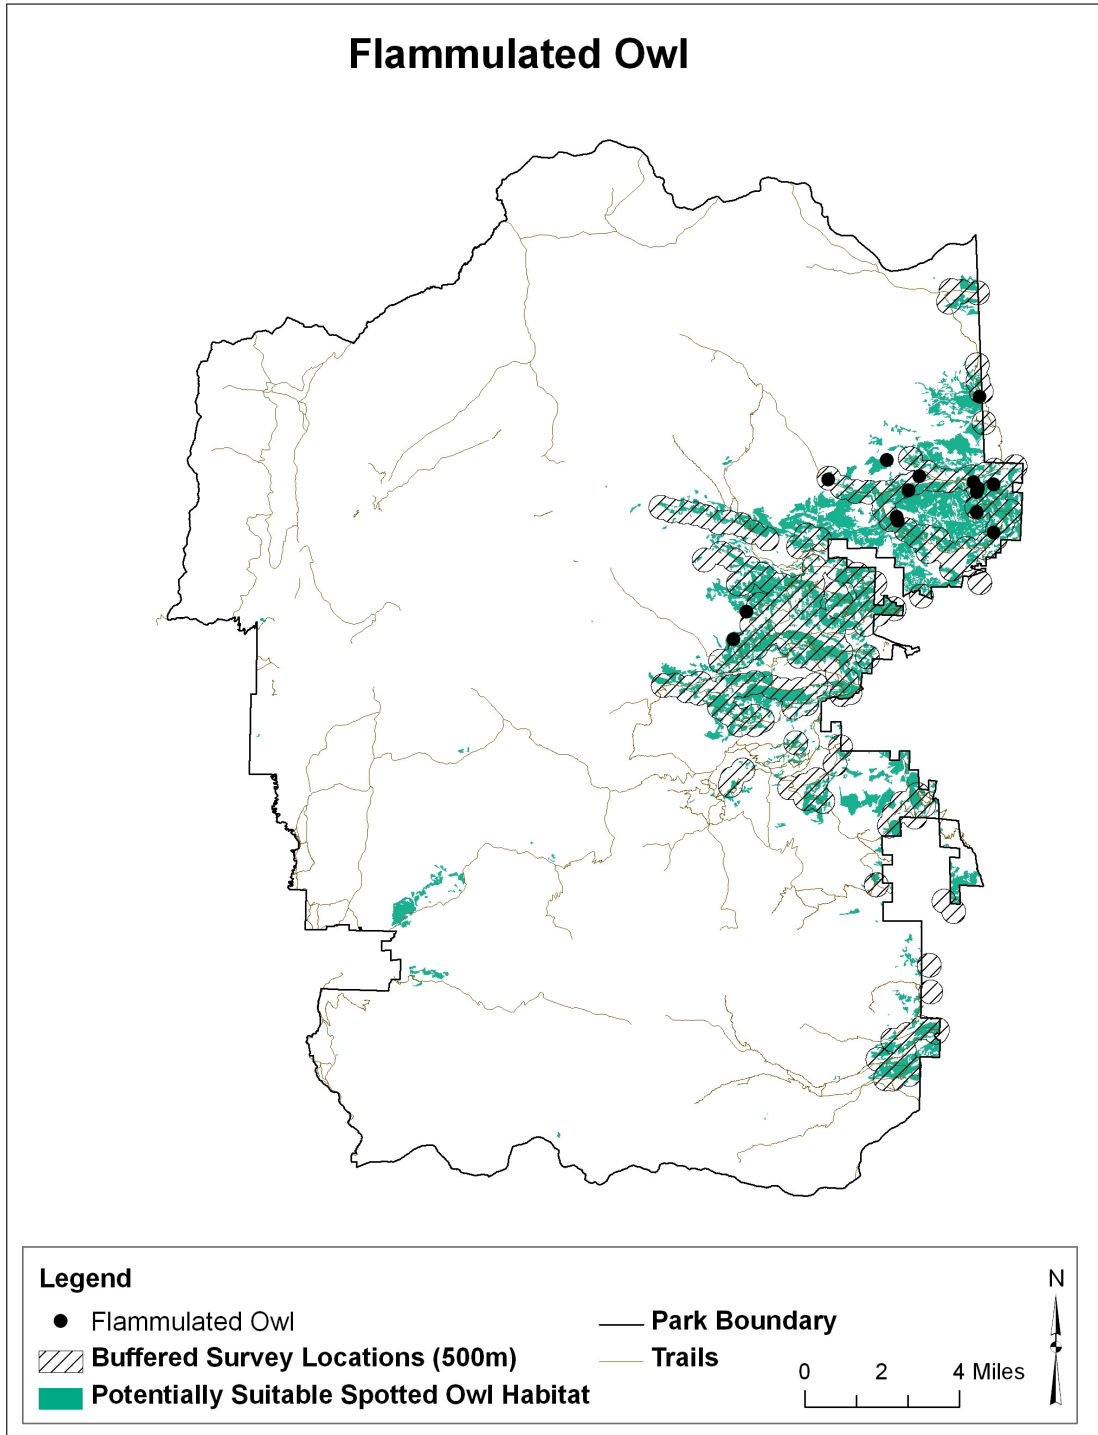 Flammulated Owl
Legend
Flammulated Owl
Buffered Survey Locations (500m)
Potentially Suitable Spotted Owl Habitat
Park Boundary
Trails
N
0 2 4 Miles